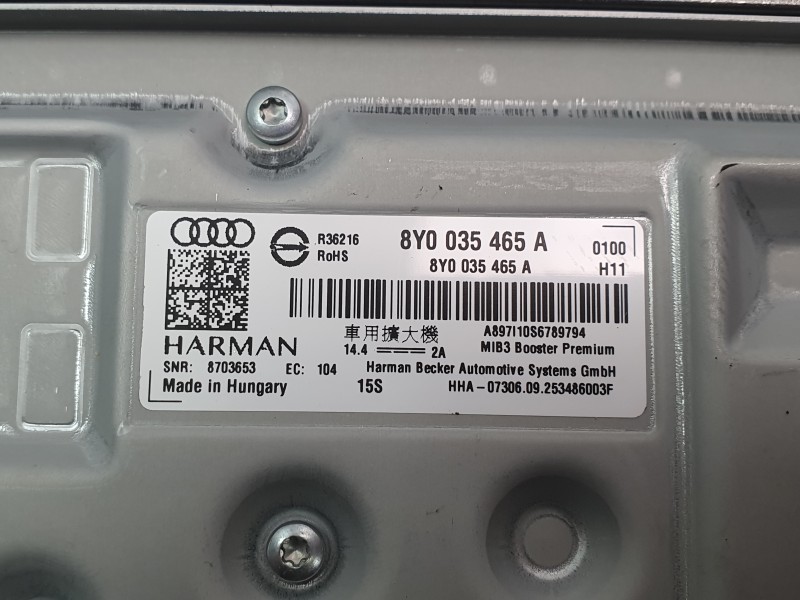 R36216
RoHS
8Y0 035 465 A
0100
8Y0 035 465 A
H11
HARMAN
車用擴大機
14.4 2A
A897I10S6789794
MIB3 Booster Premium
SNR: 8703653 EC: 104 Harman Becker Automotive Systems GmbH
Made in Hungary 15S HHA-07306.09.253486003F